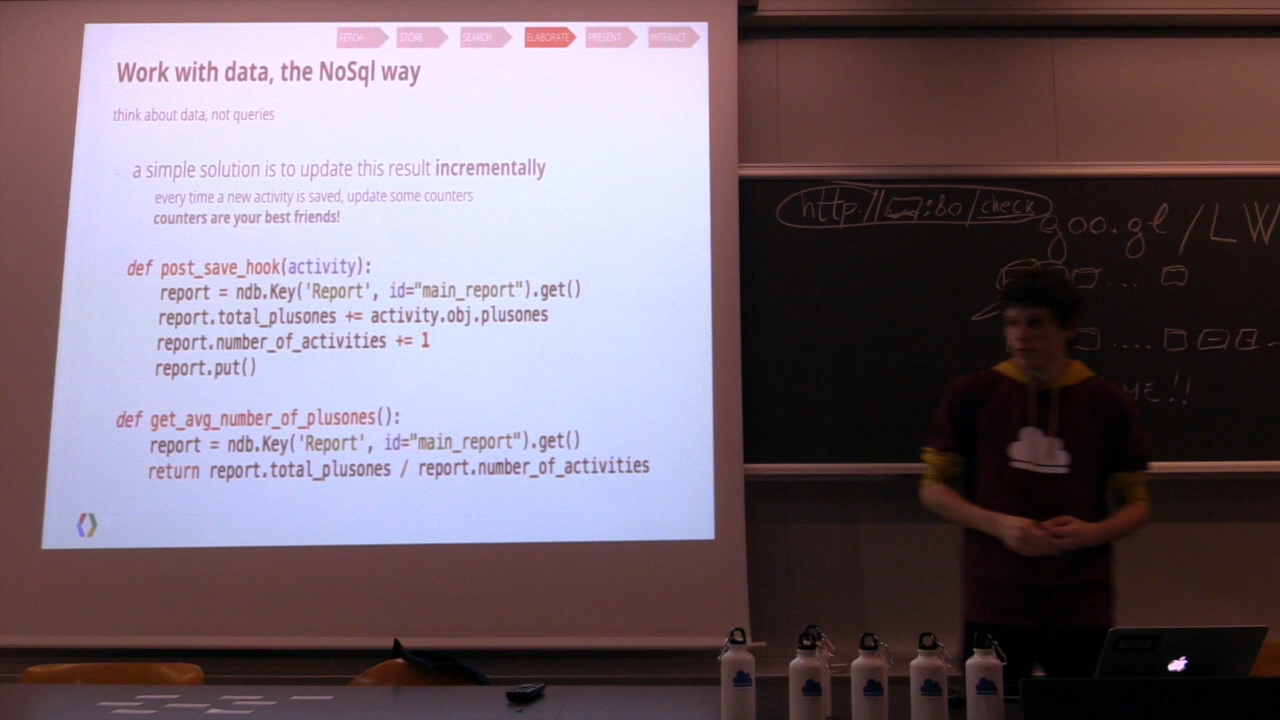 FETCH STORE SEARCH ELABORATE PRESENT INTERACT
Work with data, the NoSql way
think about data, not queries
a simple solution is to update this result incrementally
every time a new activity is saved, update some counters
counters are your best friends!
def post_save_hook(activity):
report = ndb.Key('Report', id="main_report").get()
report.total_plusones += activity.obj.plusones
report.number_of_activities += 1
report.put()
def get_avg_number_of_plusones():
report = ndb.Key('Report', id="main_report").get()
return report.total_plusones / report.number_of_activities
http:// :80/check
goo.gl/LW
....
ME!!